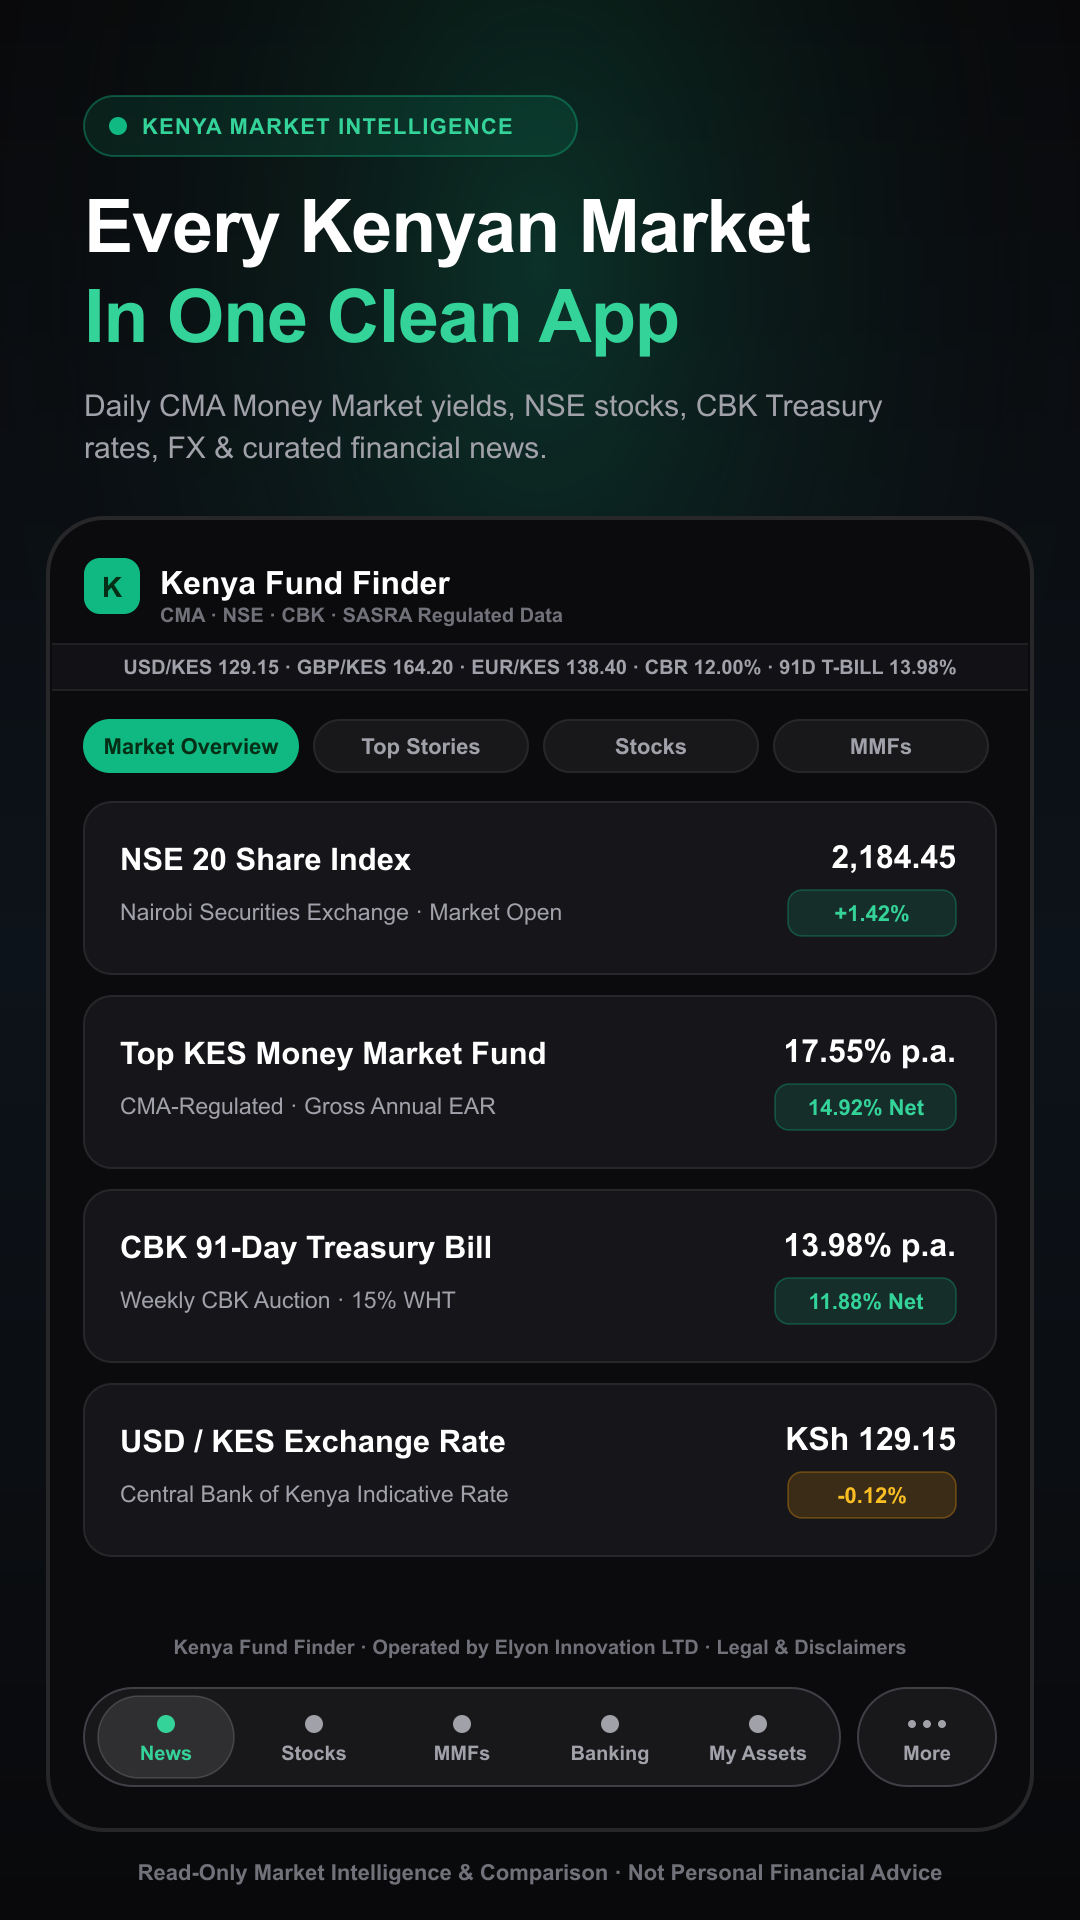 KENYA MARKET INTELLIGENCE
Every Kenyan Market
In One Clean App
Daily CMA Money Market yields, NSE stocks, CBK Treasury
rates, FX & curated financial news.
K
Kenya Fund Finder
CMA · NSE · CBK · SASRA Regulated Data
USD/KES 129.15 · GBP/KES 164.20 · EUR/KES 138.40 · CBR 12.00% · 91D T-BILL 13.98%
Market Overview
Top Stories
Stocks
MMFs
NSE 20 Share Index
2,184.45
Nairobi Securities Exchange · Market Open
+1.42%
Top KES Money Market Fund
17.55% p.a.
CMA-Regulated · Gross Annual EAR
14.92% Net
CBK 91-Day Treasury Bill
13.98% p.a.
Weekly CBK Auction · 15% WHT
11.88% Net
USD / KES Exchange Rate
KSh 129.15
Central Bank of Kenya Indicative Rate
-0.12%
Kenya Fund Finder · Operated by Elyon Innovation LTD · Legal & Disclaimers
News
Stocks
MMFs
Banking
My Assets
More
Read-Only Market Intelligence & Comparison · Not Personal Financial Advice